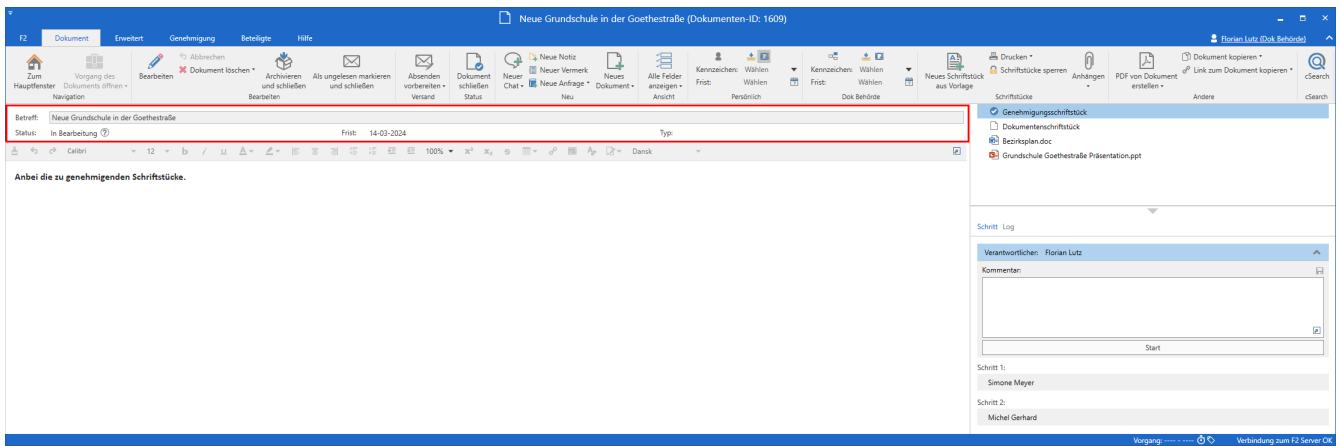 Neue Grundschule in der Goethestraße (Dokumenten-ID: 1609)
F2 Dokument Erweitert Genehmigung Beteiligte Hilfe Florian Lutz (Dok Behörde)
Zum Hauptfenster
Vorgang des Dokuments öffnen
Navigation
Bearbeiten
Abbrechen
Dokument löschen
Archivieren und schließen
Als ungelesen markieren und schließen
Bearbeiten
Absenden vorbereiten
Versand
Dokument schließen
Status
Neuer Chat
Neue Notiz
Neuer Vermerk
Neue Anfrage
Neues Dokument
Neu
Alle Felder anzeigen
Ansicht
Kennzeichen: Wählen
Frist: Wählen
Persönlich
Kennzeichen: Wählen
Frist: Wählen
Dok Behörde
Neues Schriftstück aus Vorlage
Drucken
Schriftstücke sperren
Anhängen
Schriftstücke
PDF von Dokument erstellen
Dokument kopieren
Link zum Dokument kopieren
Andere
cSearch
cSearch
Betreff: Neue Grundschule in der Goethestraße
Status: In Bearbeitung Frist: 14-03-2024 Typ:
Calibri 12 b I u 100% x² x₂ S Dansk
Anbei die zu genehmigenden Schriftstücke.
Genehmigungsschriftstück
Dokumentenschriftstück
Bezirksplan.doc
Grundschule Goethestraße Präsentation.ppt
Schritt Log
Verantwortlicher: Florian Lutz
Kommentar:
Start
Schritt 1:
Simone Meyer
Schritt 2:
Michel Gerhard
Vorgang: ---- - ---- Verbindung zum F2 Server OK